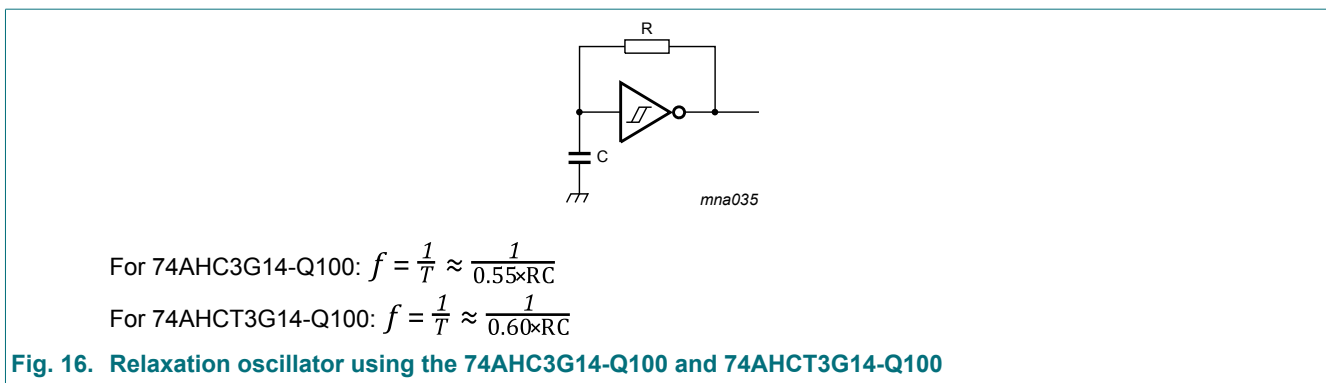 R
C
mna035
For 74AHC3G14-Q100: f = 1/T ≈ 1/0.55×RC
For 74AHCT3G14-Q100: f = 1/T ≈ 1/0.60×RC
Fig. 16. Relaxation oscillator using the 74AHC3G14-Q100 and 74AHCT3G14-Q100